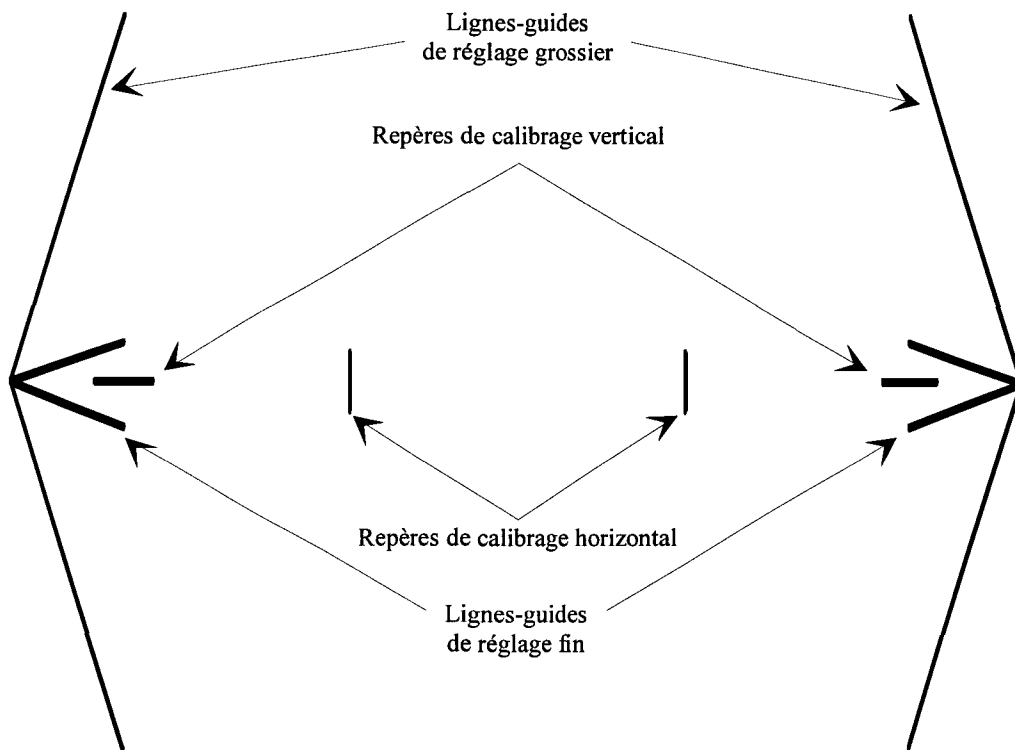 Lignes-guides
de réglage grossier
Repères de calibrage vertical
Repères de calibrage horizontal
Lignes-guides
de réglage fin